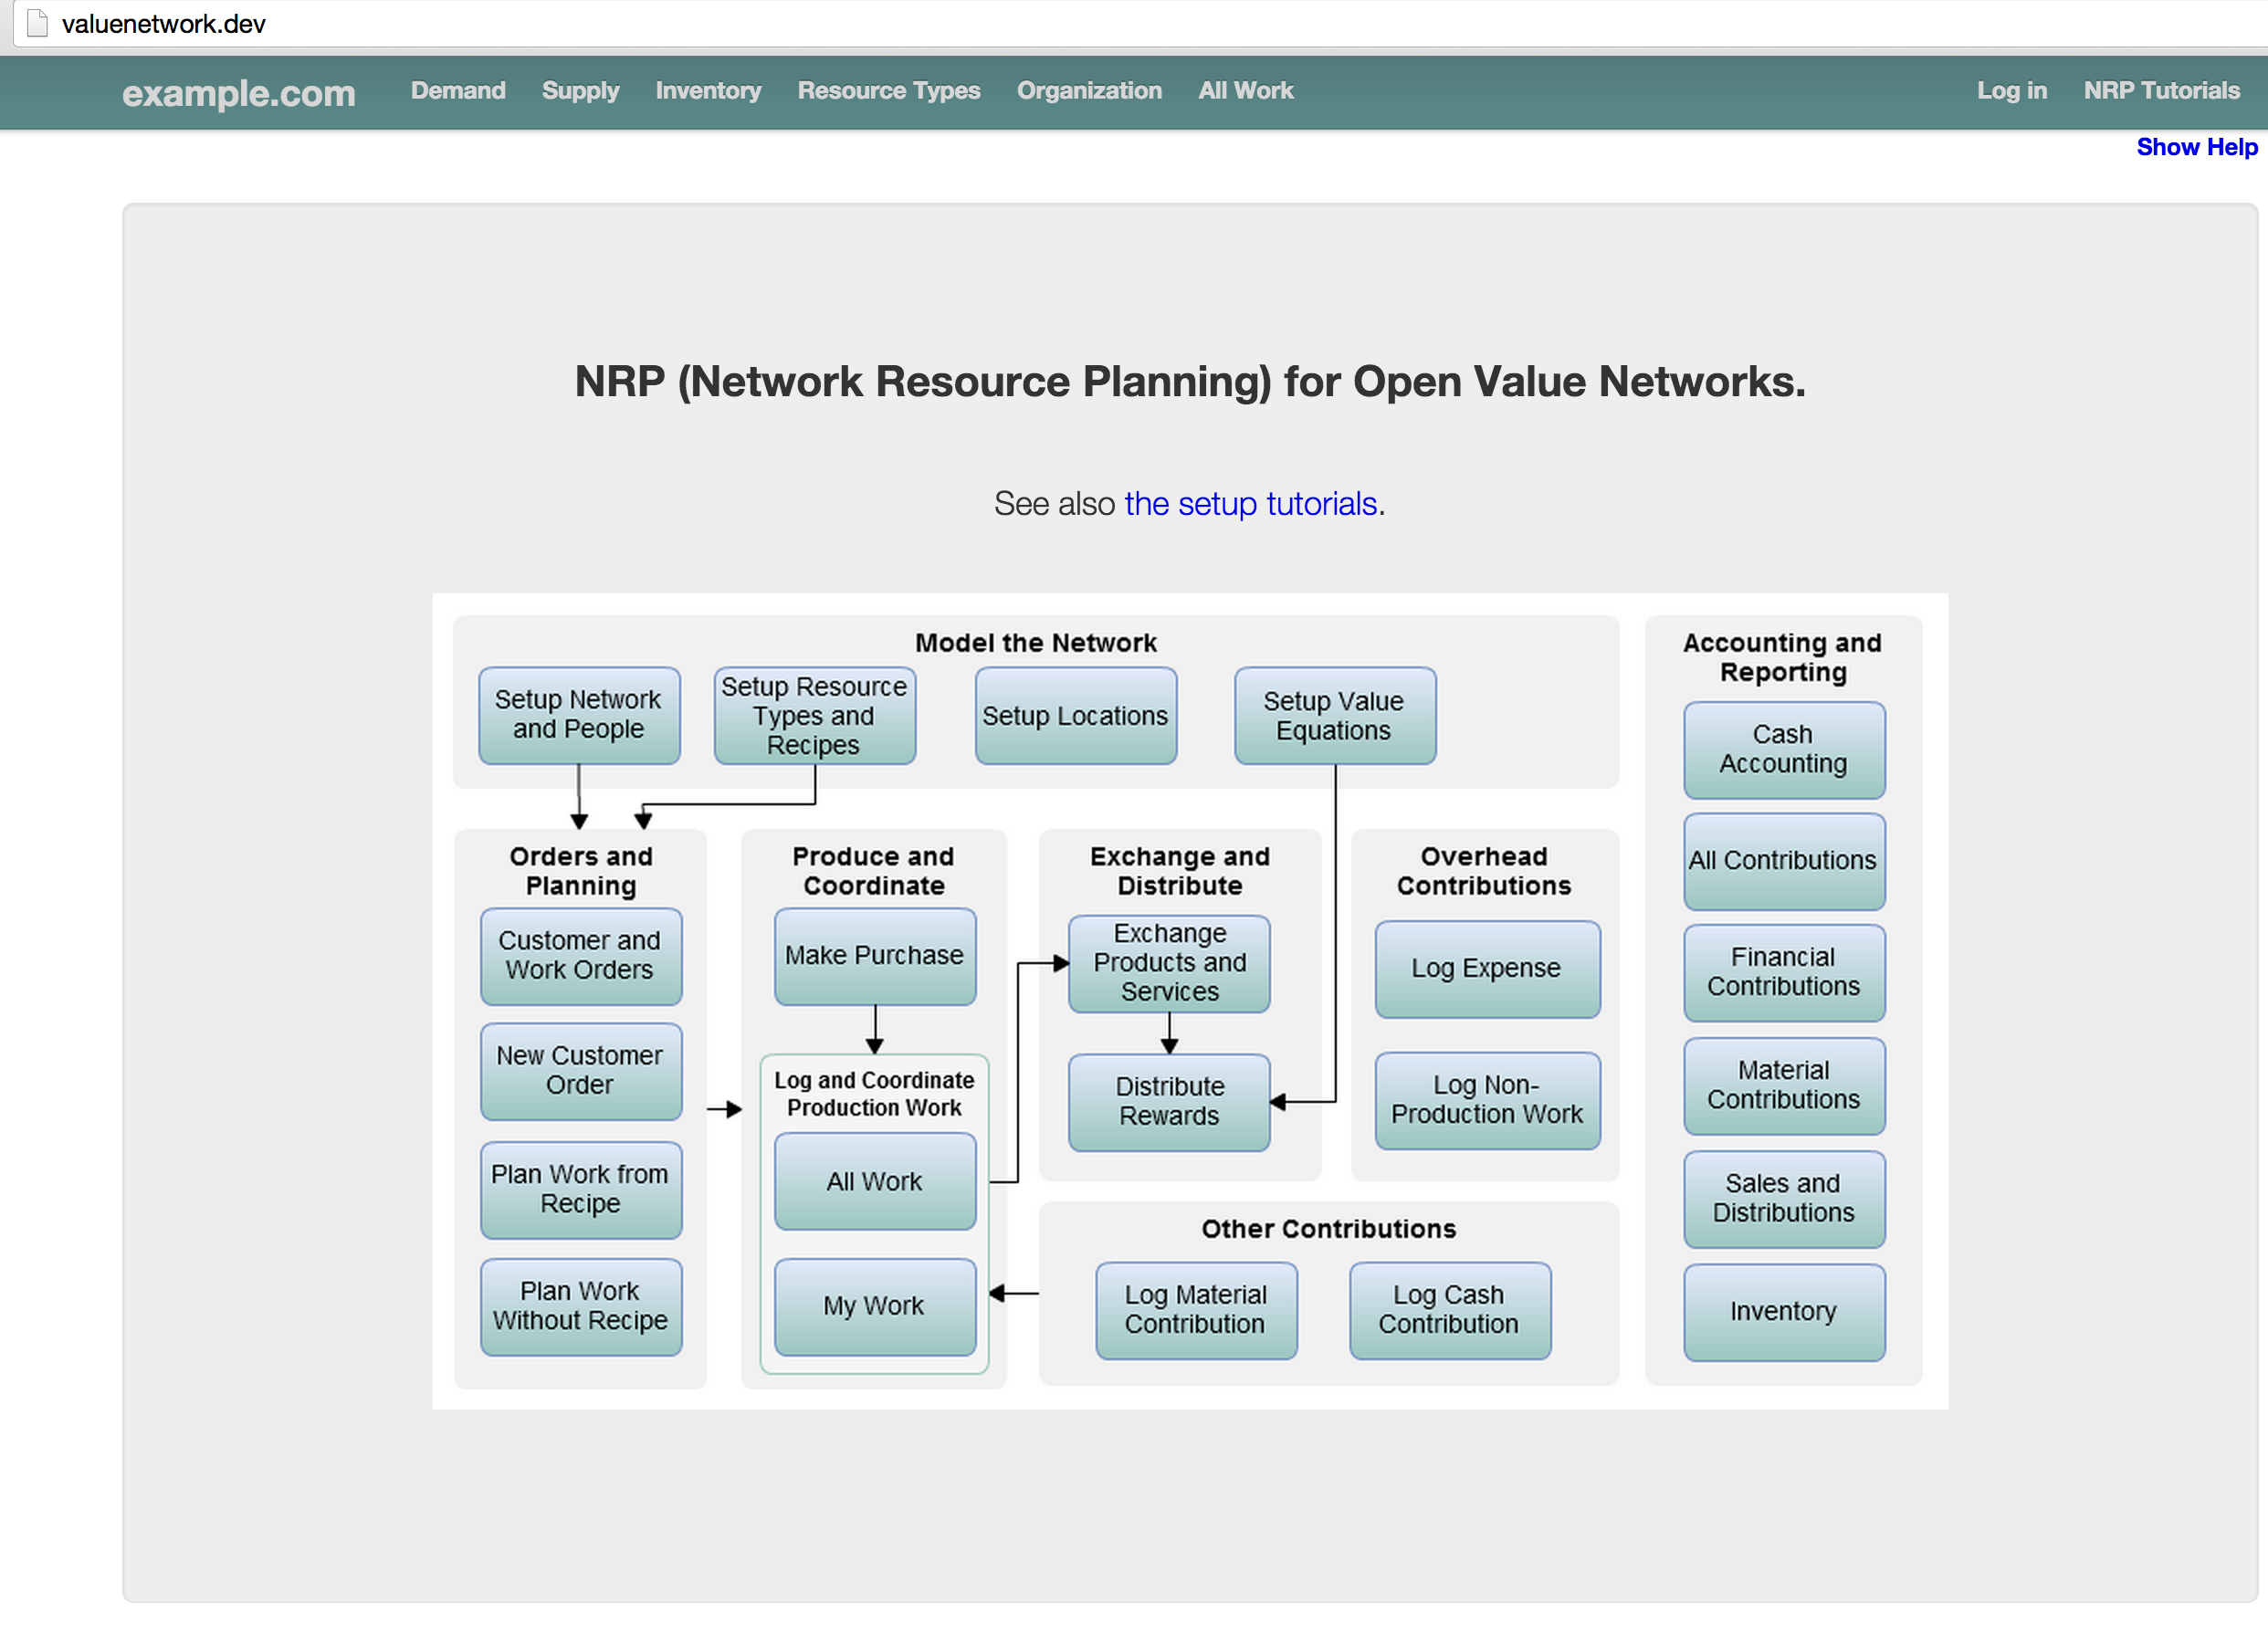 valuenetwork.dev
example.com Demand Supply Inventory Resource Types Organization All Work Log in NRP Tutorials
Show Help
NRP (Network Resource Planning) for Open Value Networks.
See also the setup tutorials.
Model the Network
Setup Network
and People
Setup Resource
Types and
Recipes
Setup Locations
Setup Value
Equations
Orders and
Planning
Customer and
Work Orders
New Customer
Order
Plan Work from
Recipe
Plan Work
Without Recipe
Produce and
Coordinate
Make Purchase
Log and Coordinate
Production Work
All Work
My Work
Exchange and
Distribute
Exchange
Products and
Services
Distribute
Rewards
Overhead
Contributions
Log Expense
Log Non-
Production Work
Other Contributions
Log Material
Contribution
Log Cash
Contribution
Accounting and
Reporting
Cash
Accounting
All Contributions
Financial
Contributions
Material
Contributions
Sales and
Distributions
Inventory